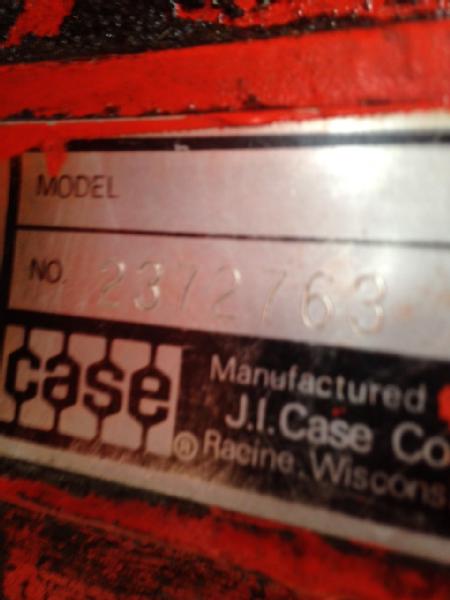 MODEL
NO. 2372763
case
Manufactured
J.I. Case Co
® Racine, Wiscons